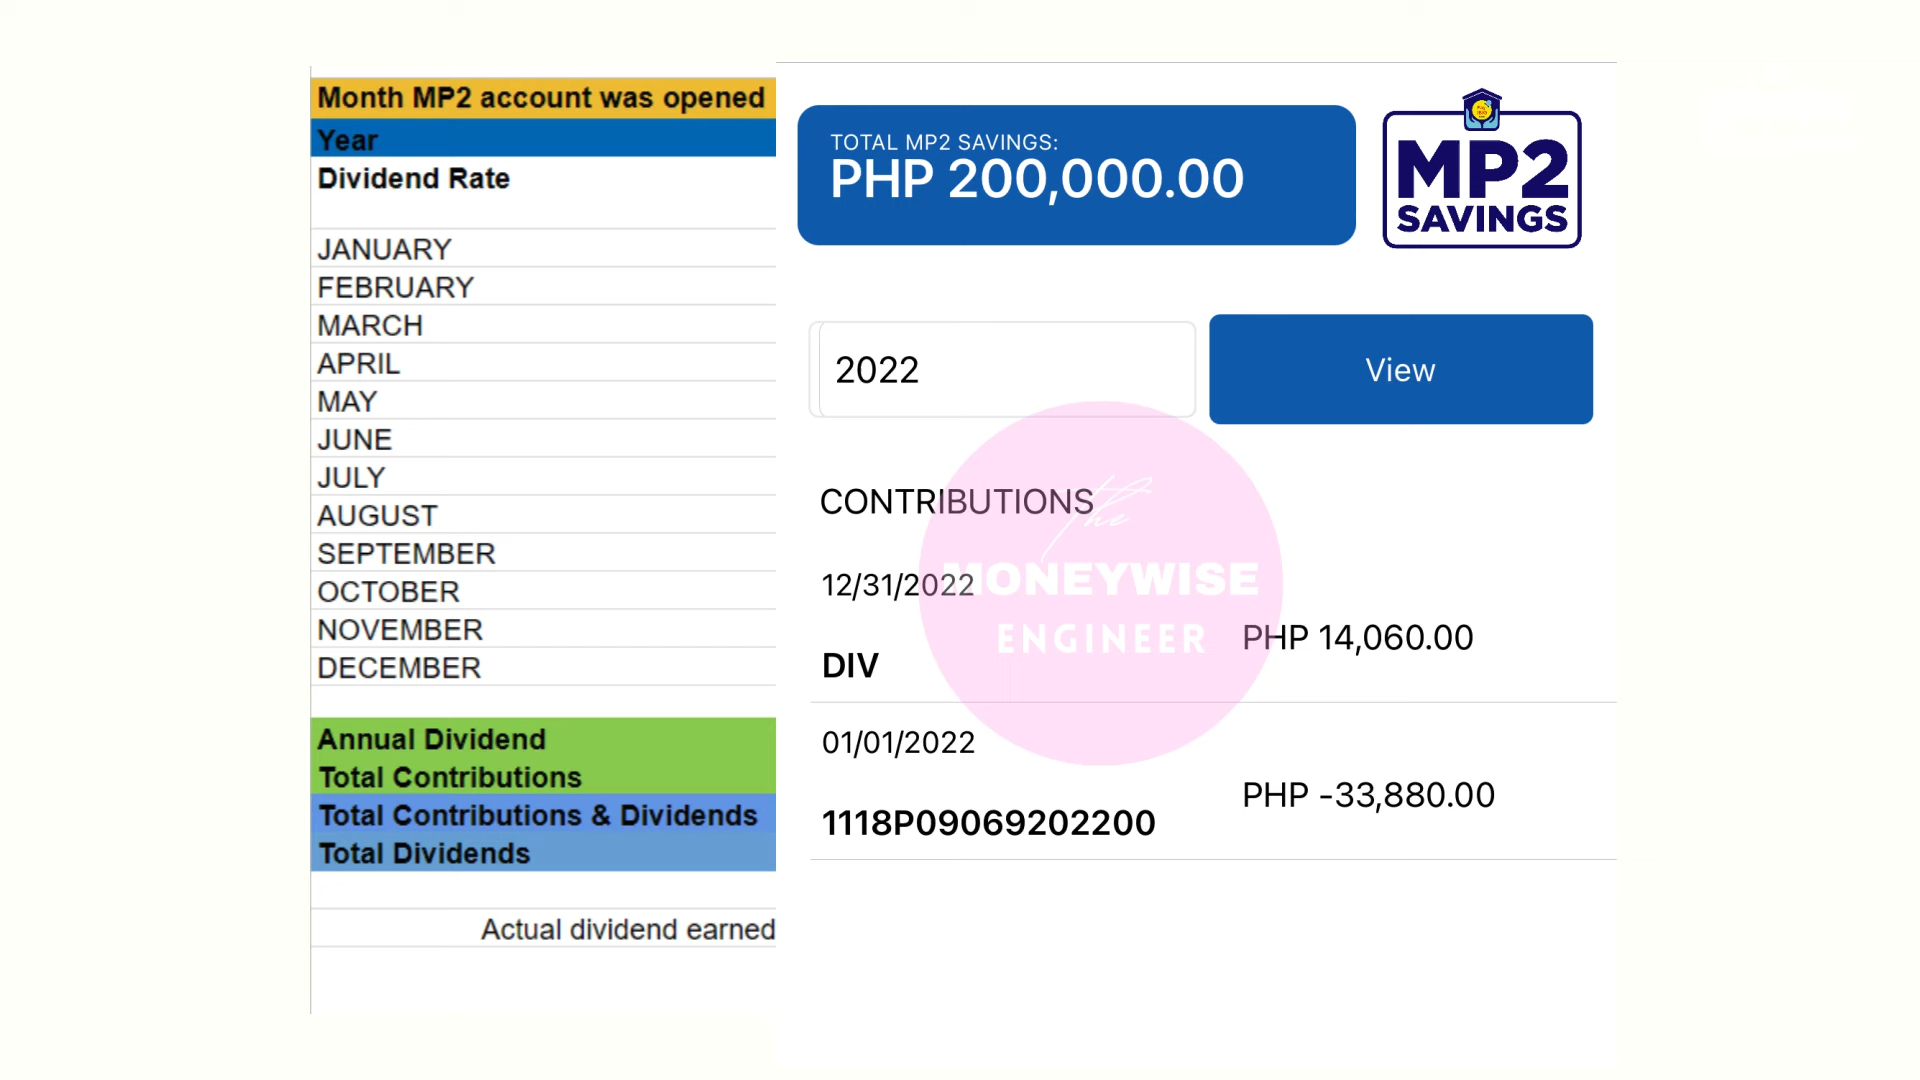 Month MP2 account was opened
Year
Dividend Rate
JANUARY
FEBRUARY
MARCH
APRIL
MAY
JUNE
JULY
AUGUST
SEPTEMBER
OCTOBER
NOVEMBER
DECEMBER
Annual Dividend
Total Contributions
Total Contributions & Dividends
Total Dividends
Actual dividend earned
TOTAL MP2 SAVINGS:
PHP 200,000.00
MP2
SAVINGS
2022
View
CONTRIBUTIONS
the
MONEYWISE
ENGINEER
12/31/2022
DIV
PHP 14,060.00
01/01/2022
1118P09069202200
PHP -33,880.00